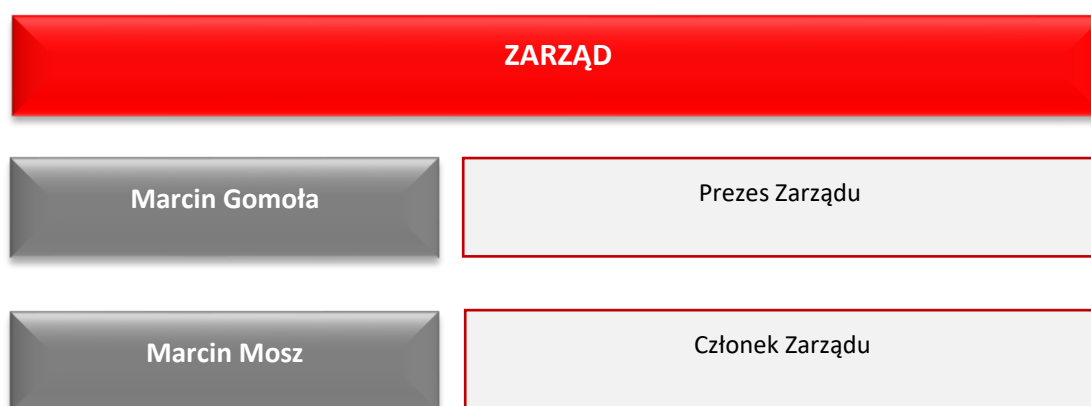 ZARZĄD
Marcin Gomoła
Prezes Zarządu
Marcin Mosz
Członek Zarządu